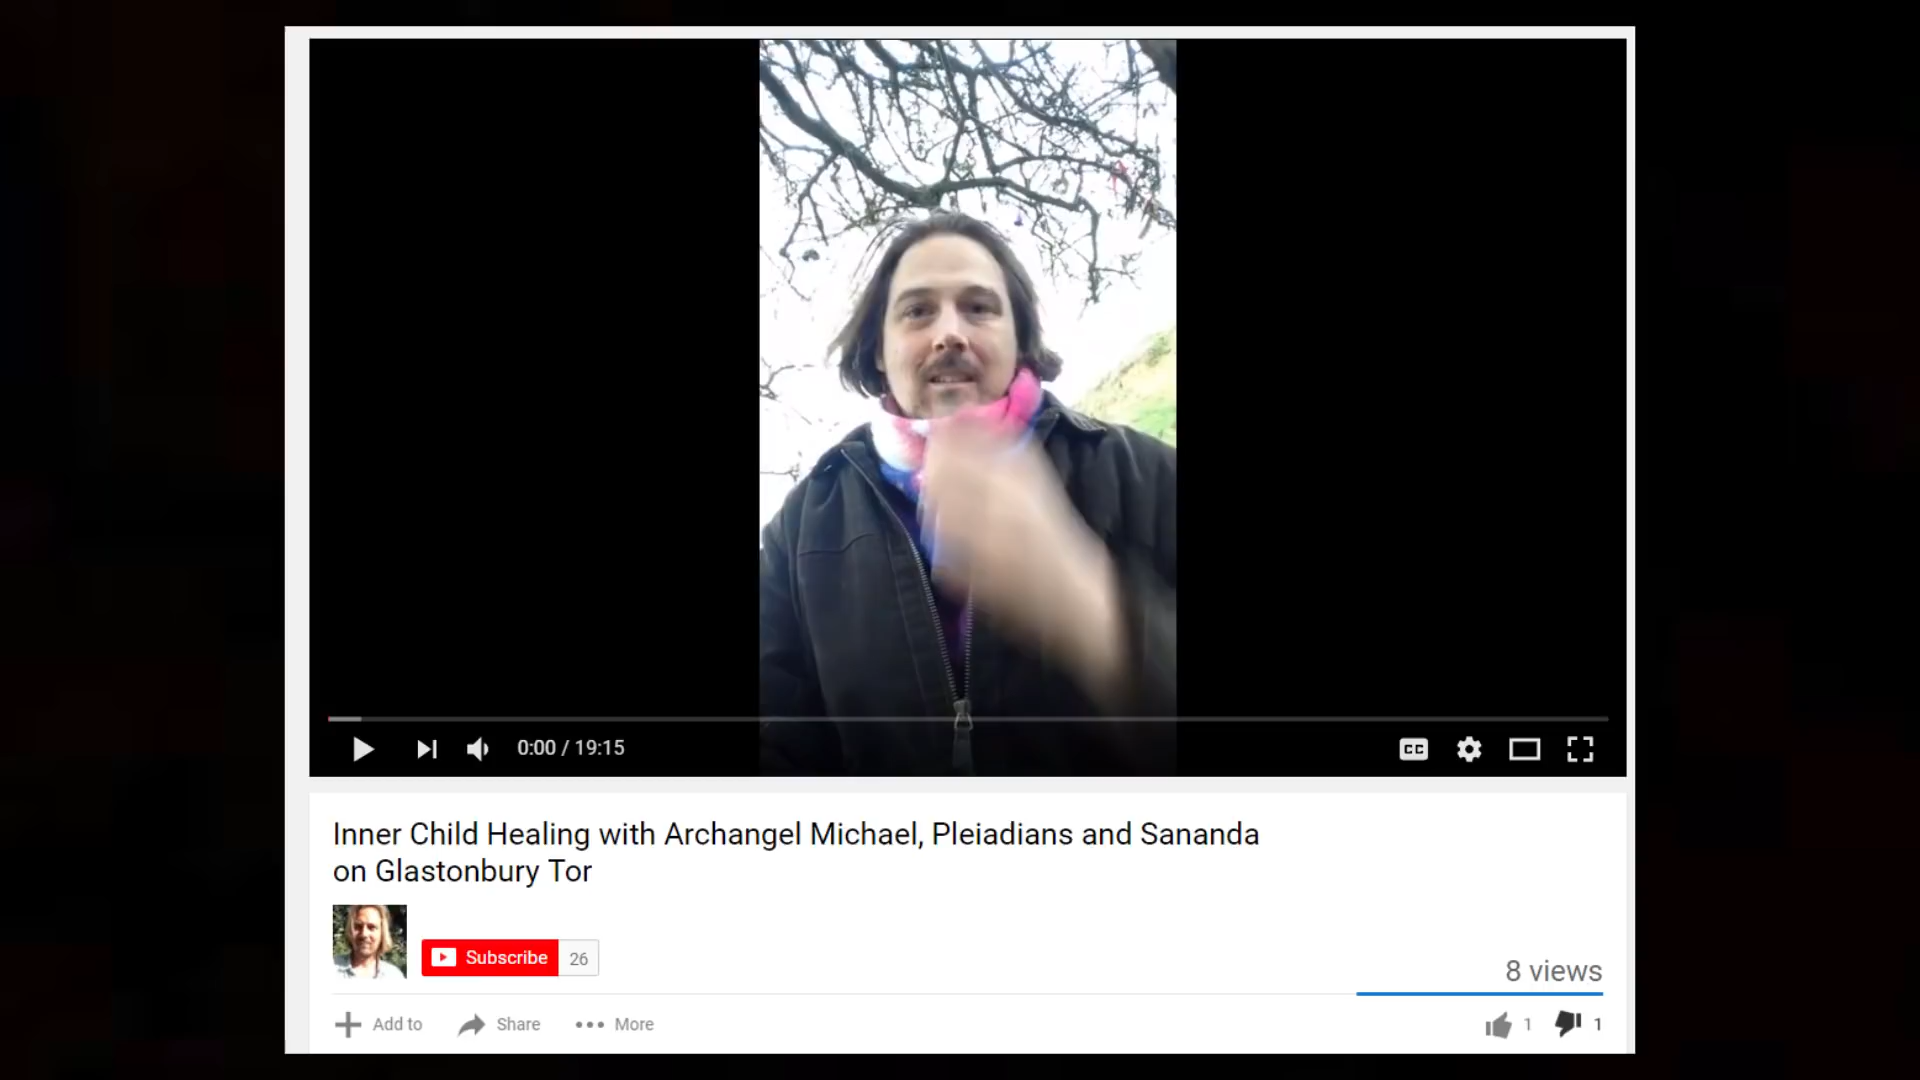 0:00 / 19:15
CC
Inner Child Healing with Archangel Michael, Pleiadians and Sananda
on Glastonbury Tor
Subscribe 26
8 views
Add to Share More
1 1